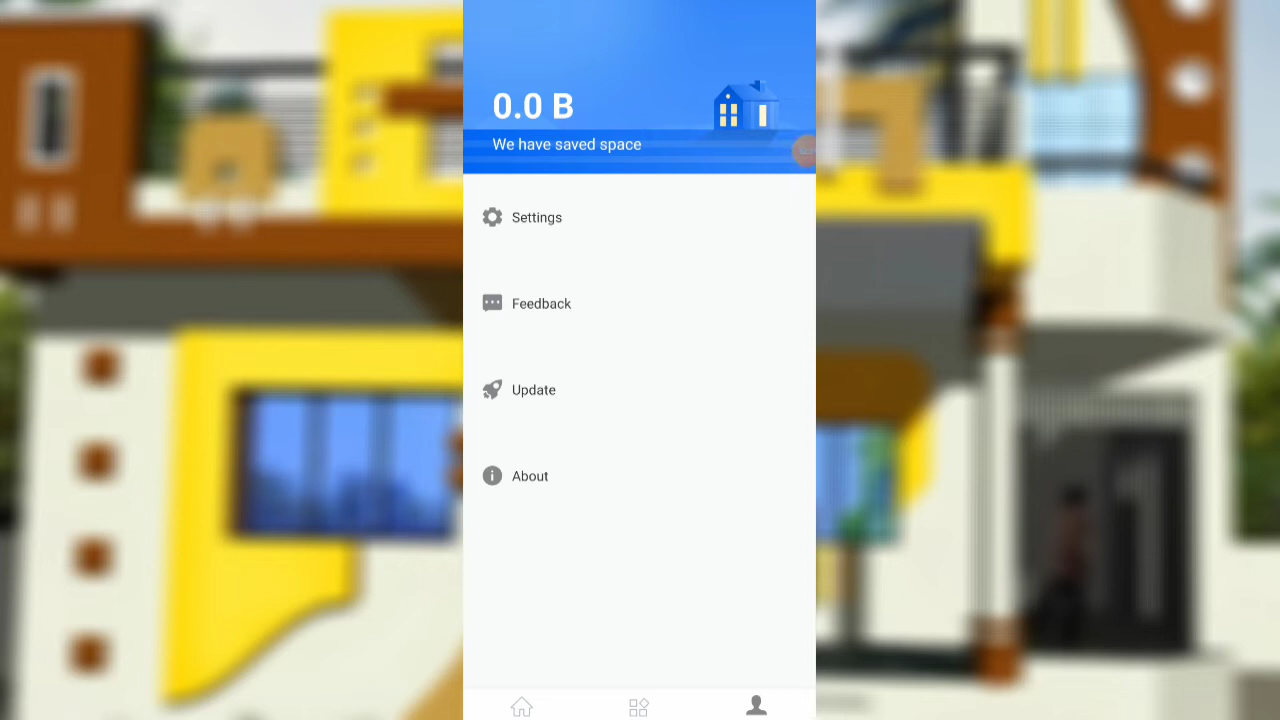 0.0 B
We have saved space
Settings
Feedback
Update
About